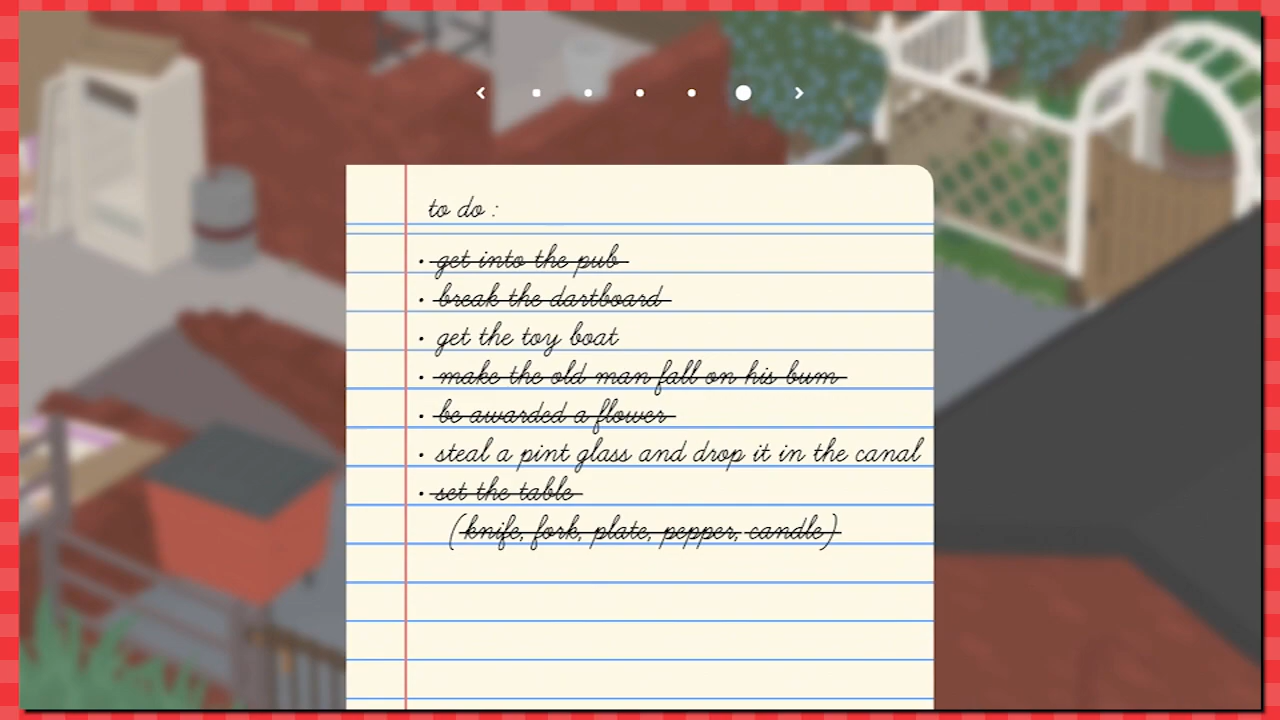 to do :
• get into the pub
• break the dartboard
• get the toy boat
• make the old man fall on his bum
• be awarded a flower
• steal a pint glass and drop it in the canal
• set the table
(knife, fork, plate, pepper, candle)